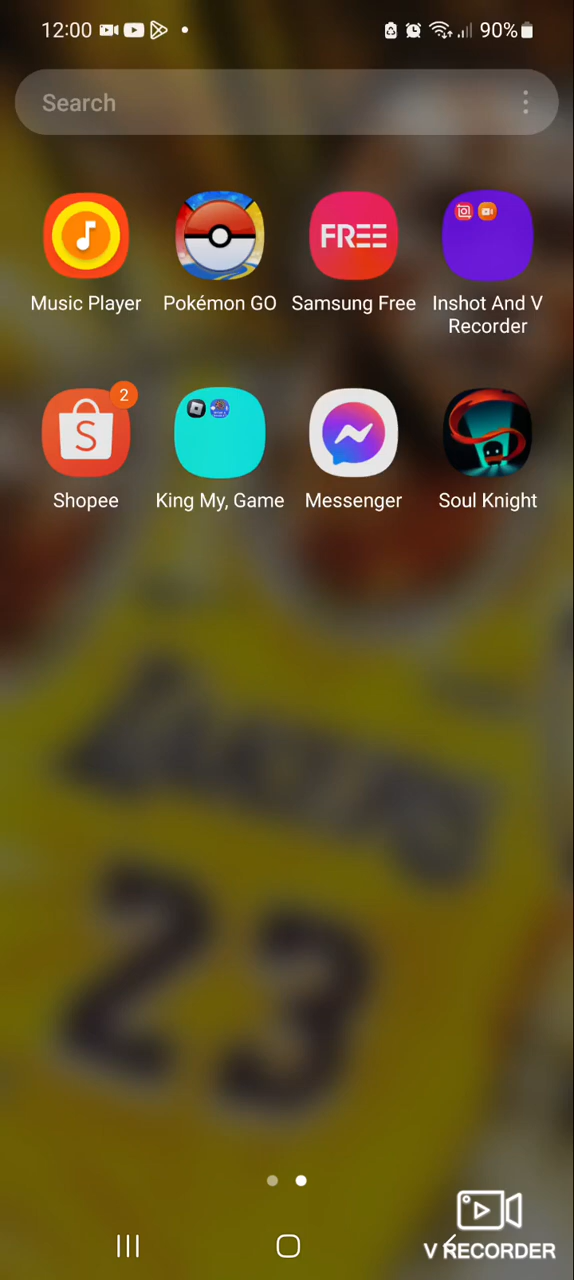 12:00
90%
Search
FREE
Music Player
Pokémon GO
Samsung Free
Inshot And V
Recorder
2
S
Shopee
King My, Game
Messenger
Soul Knight
23
V RECORDER